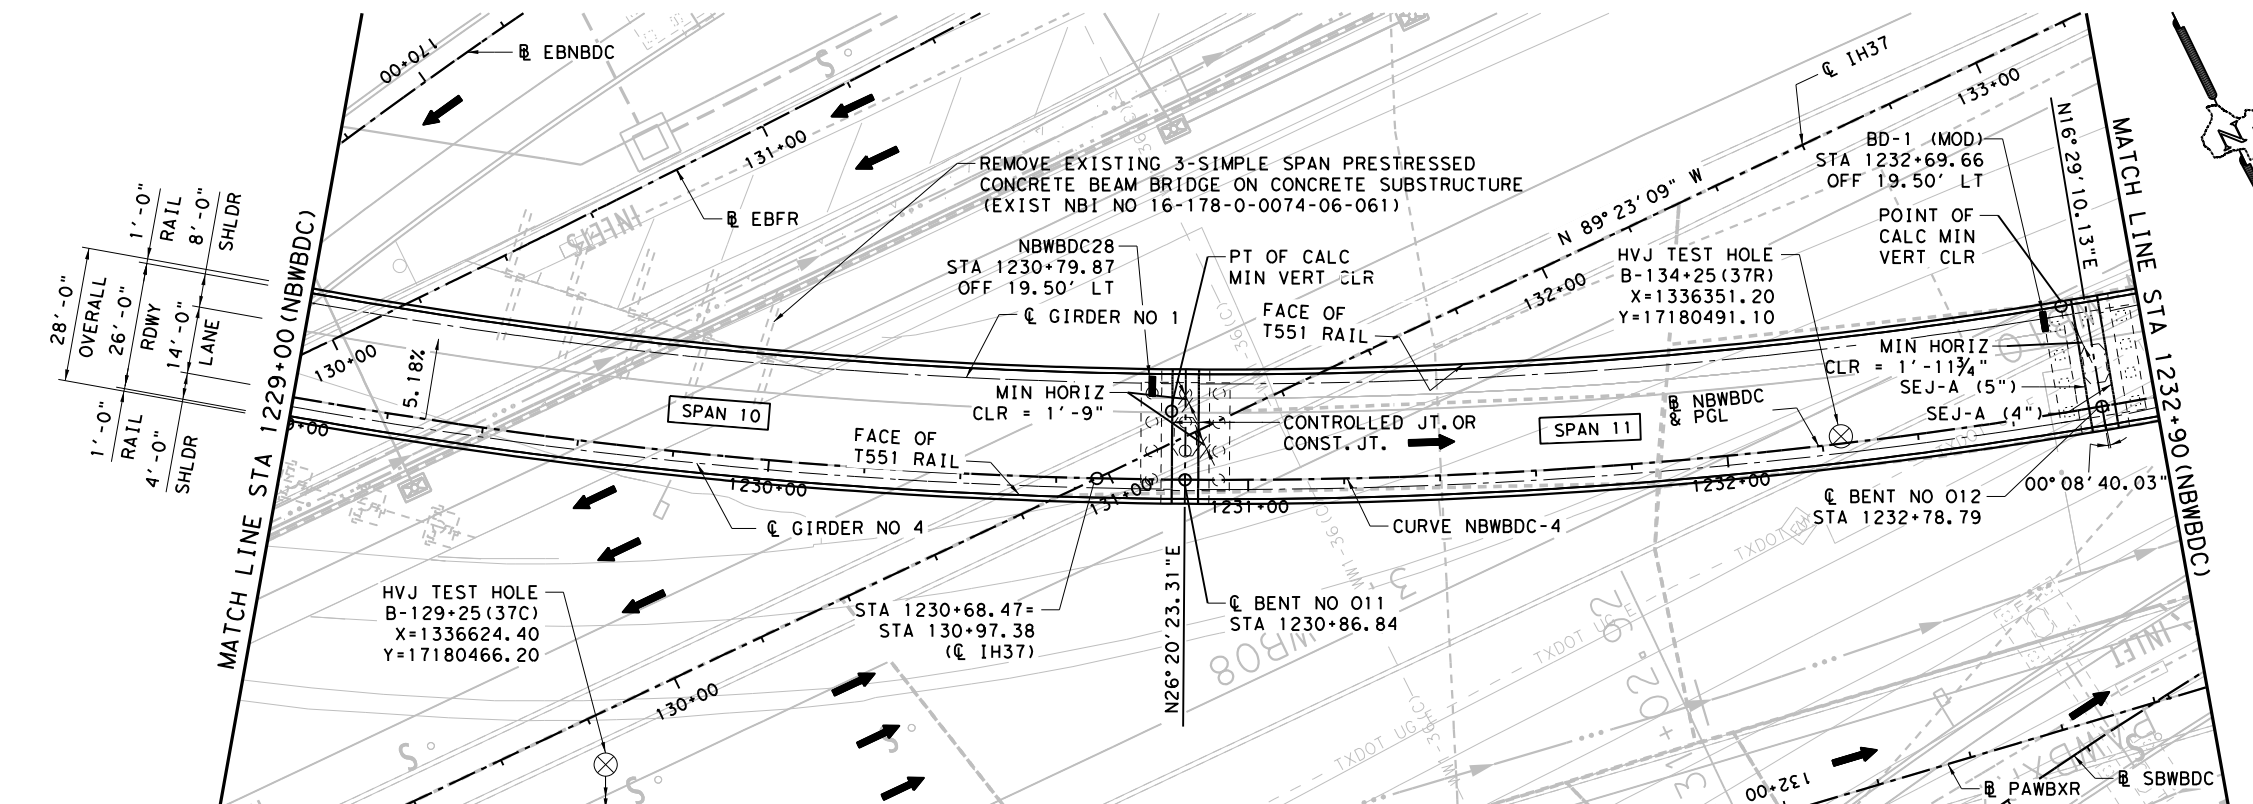 170+00
℄ EBNBDC
131+00
℄ EBFR
REMOVE EXISTING 3-SIMPLE SPAN PRESTRESSED
CONCRETE BEAM BRIDGE ON CONCRETE SUBSTRUCTURE
(EXIST NBI NO 16-178-0-0074-06-061)
℄ IH37
133+00
N 89°23'09" W
132+00
BD-1 (MOD)
STA 1232+69.66
OFF 19.50' LT
N16°29'10.13"E
MATCH LINE STA 1232+90(NBWBDC)
N
POINT OF
CALC MIN
VERT CLR
NBWBDC28
STA 1230+79.87
OFF 19.50' LT
PT OF CALC
MIN VERT CLR
HVJ TEST HOLE
B-134+25(37R)
X=1336351.20
Y=17180491.10
℄ GIRDER NO 1
FACE OF
T551 RAIL
28'-0"
OVERALL
1'-0"
RAIL
26'-0"
RDWY
1'-0"
RAIL
8'-0"
SHLDR
14'-0"
LANE
4'-0"
SHLDR
MATCH LINE STA 1229+00(NBWBDC)
130+00
5.18%
INLETS
SPAN 10
MIN HORIZ
CLR = 1'-9"
CONTROLLED JT.OR
CONST.JT.
SPAN 11
℄ NBWBDC
& PGL
MIN HORIZ
CLR = 1'-11¾"
SEJ-A (5")
SEJ-A (4")
FACE OF
T551 RAIL
1230+00
131+00
1231+00
1232+00
℄ GIRDER NO 4
CURVE NBWBDC-4
℄ BENT NO O12
STA 1232+78.79
00°08'40.03"
HVJ TEST HOLE
B-129+25(37C)
X=1336624.40
Y=17180466.20
STA 1230+68.47=
STA 130+97.38
(℄ IH37)
N26°20'23.31"E
℄ BENT NO O11
STA 1230+86.84
130+00
TXDOT UG E
TXDOT UG
INLET
132+00
℄ PAWBXR
℄ SBWBDC